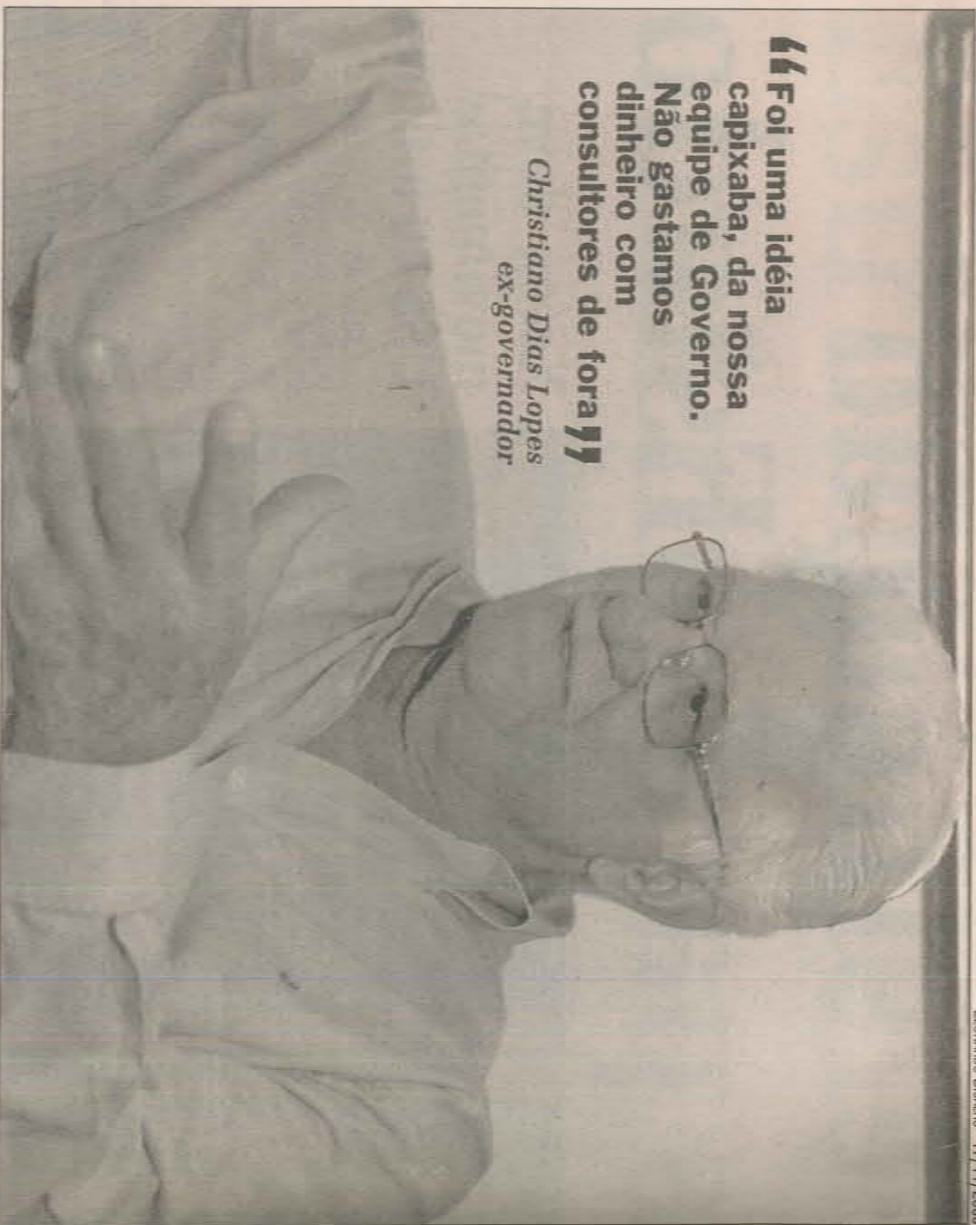 “Foi uma idéia
capixaba, da nossa
equipe de Governo.
Não gastamos
dinheiro com
consultores de fora”
Christiano Dias Lopes
ex-governador